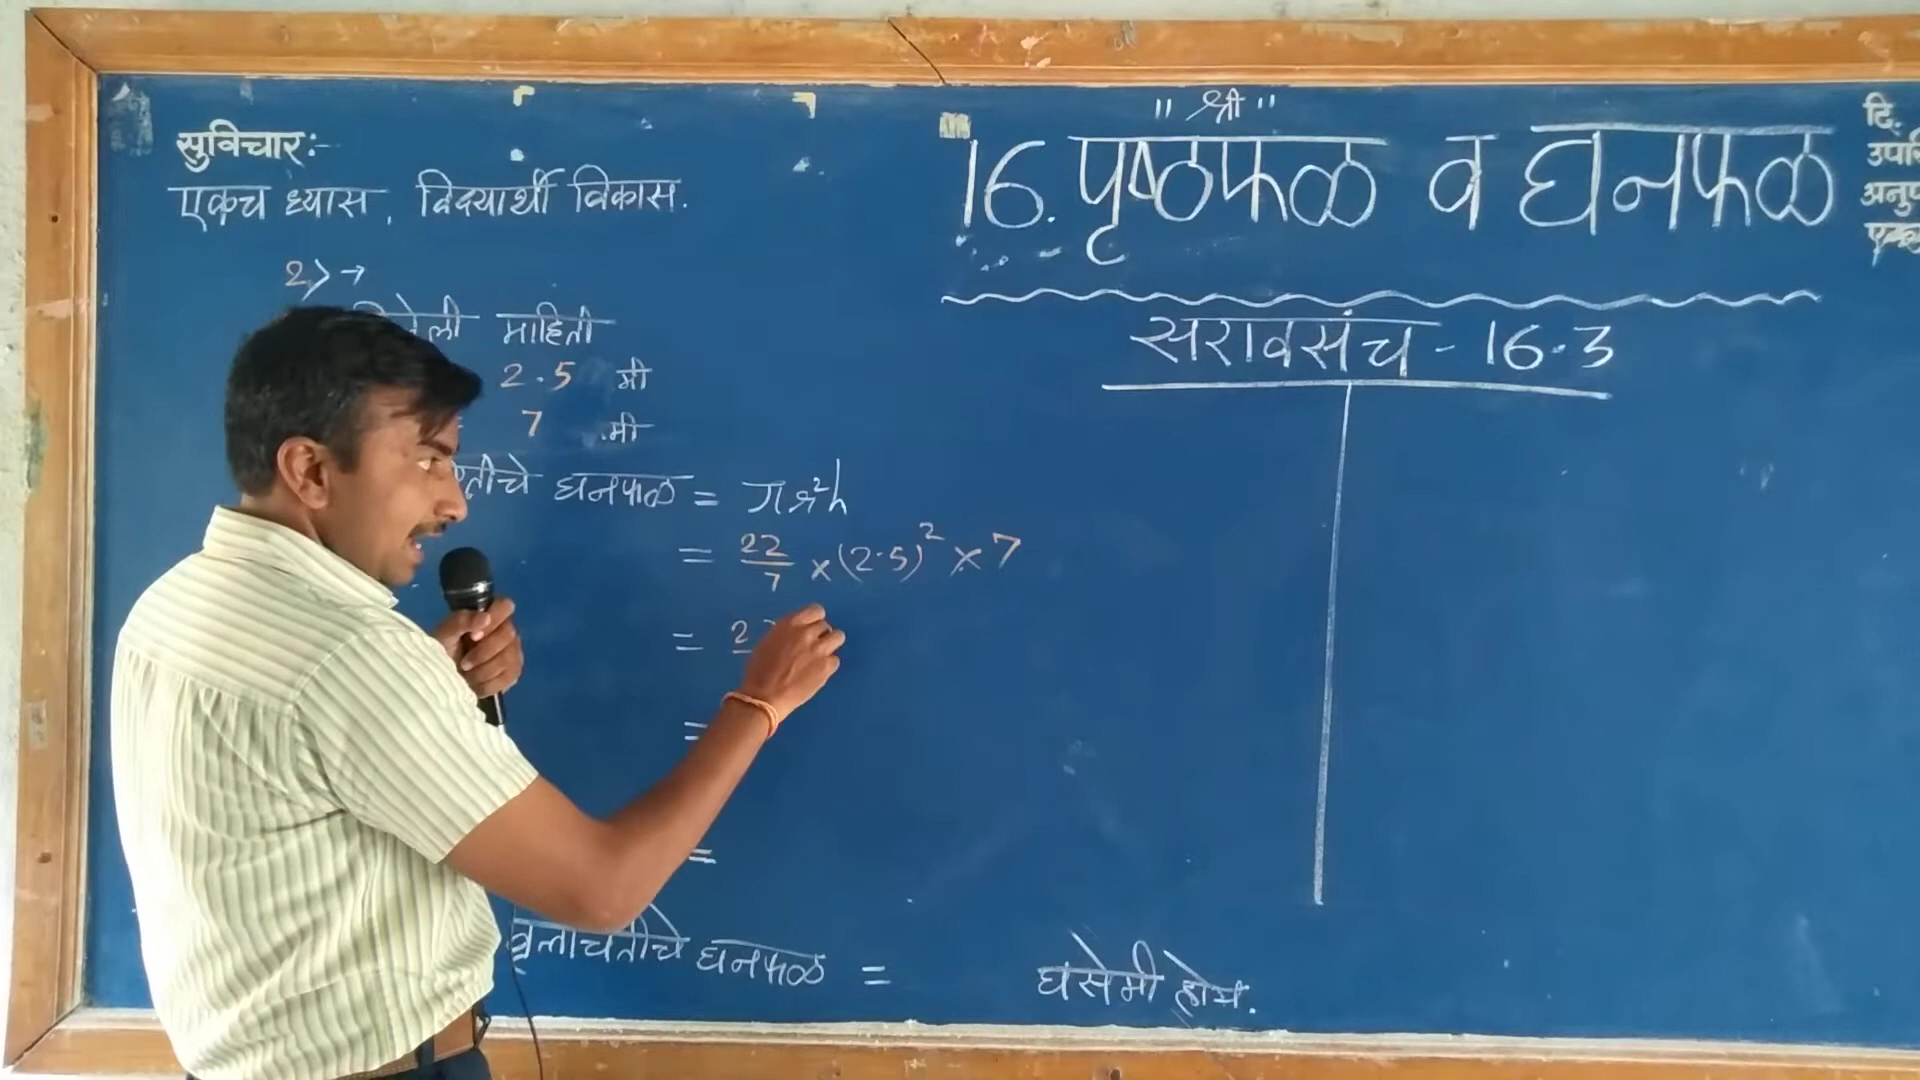 सुविचार:-
एकच ध्यास, विद्यार्थी विकास.
2) →
माहिती
2.5 मी
= 7 मी
घनफळ = πr²h
= 22/7 × (2.5)² × 7
= 22
=
=
वृत्तचितीचे घनफळ = घसेमी होय.
॥ श्री ॥
16. पृष्ठफळ व घनफळ
सरावसंच - 16.3
दि.